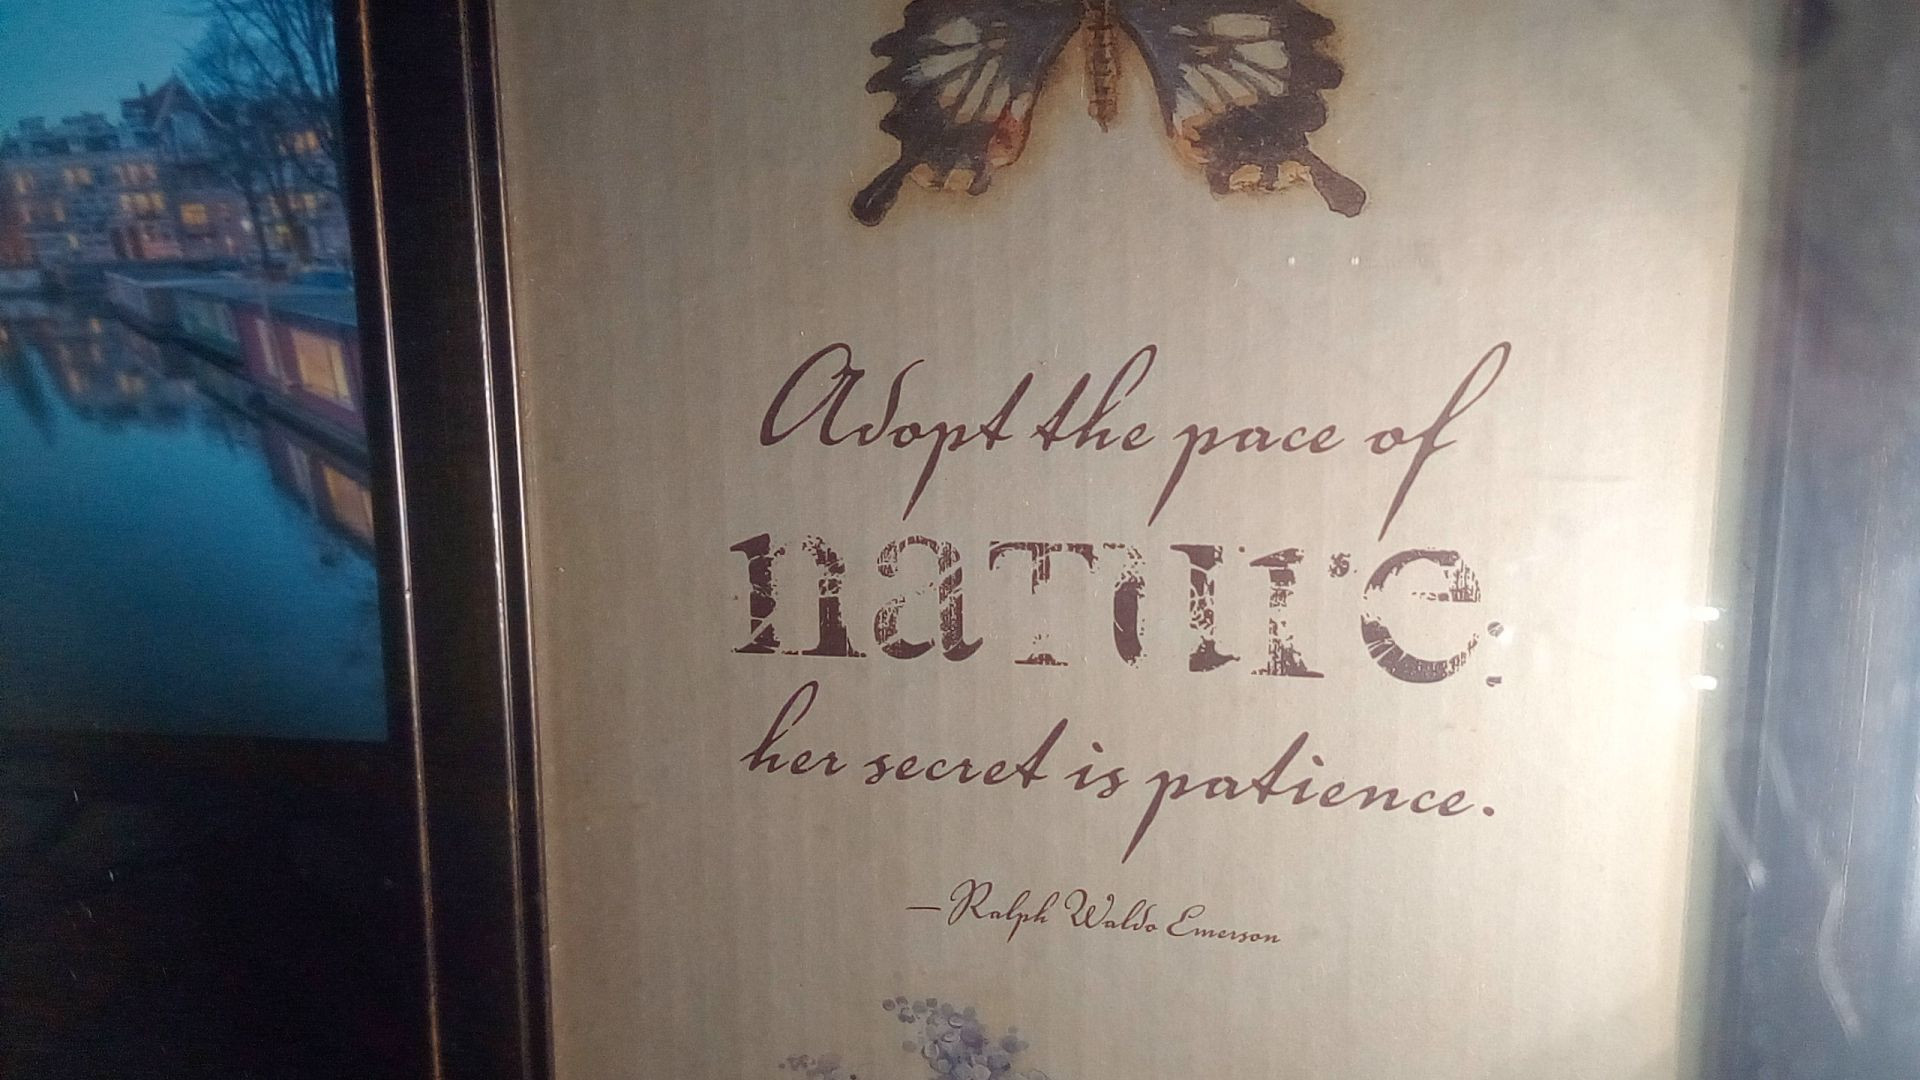 Adopt the pace of
nature;
her secret is patience.
—Ralph Waldo Emerson